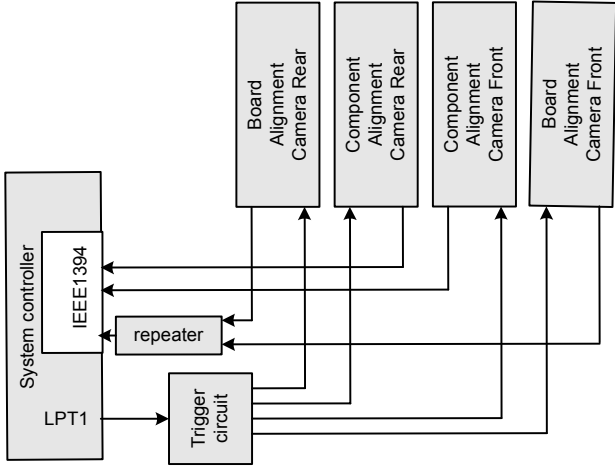 Board
Alignment
Camera Rear
Component
Alignment
Camera Rear
Component
Alignment
Camera Front
Board
Alignment
Camera Front
System controller
IEEE1394
repeater
LPT1
Trigger
circuit